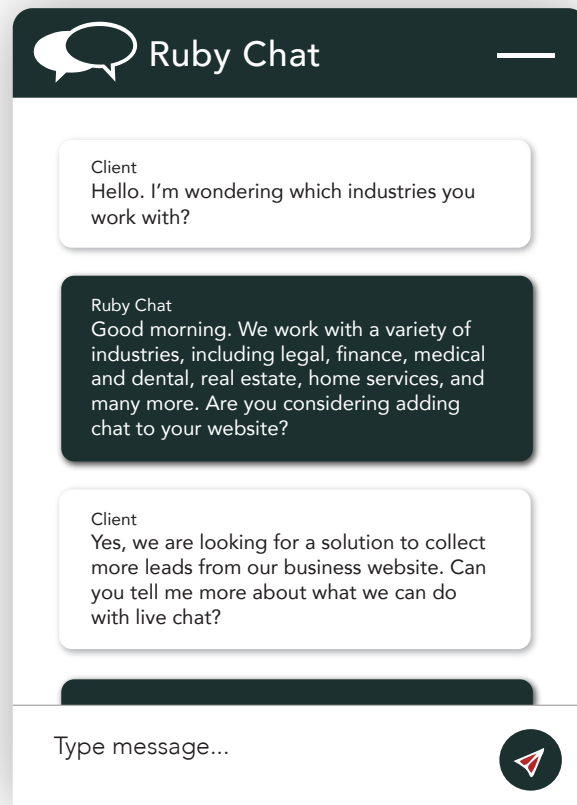 Ruby Chat
Client
Hello. I’m wondering which industries you
work with?
Ruby Chat
Good morning. We work with a variety of
industries, including legal, finance, medical
and dental, real estate, home services, and
many more. Are you considering adding
chat to your website?
Client
Yes, we are looking for a solution to collect
more leads from our business website. Can
you tell me more about what we can do
with live chat?
Type message...